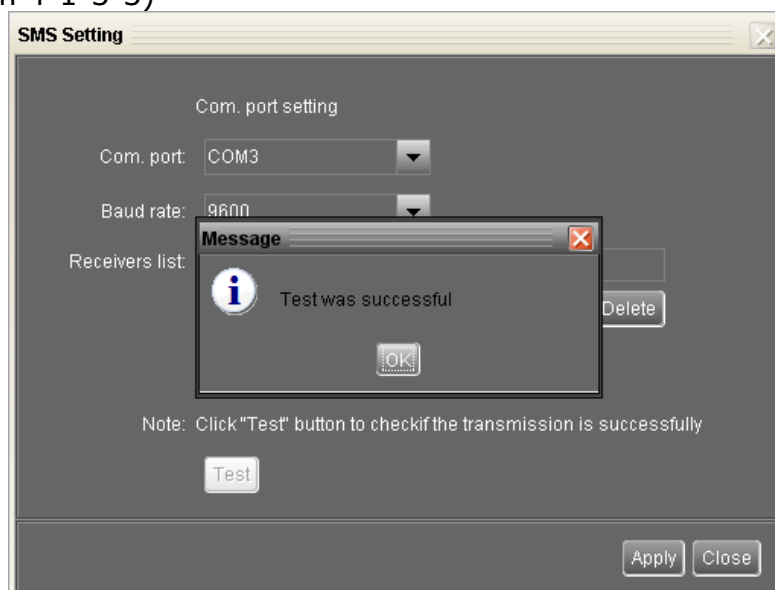 SMS Setting
Com. port setting
Com. port: COM3
Baud rate: 9600
Message
Receivers list:
Test was successful
Delete
OK
Note: Click "Test" button to checkif the transmission is successfully
Test
Apply Close